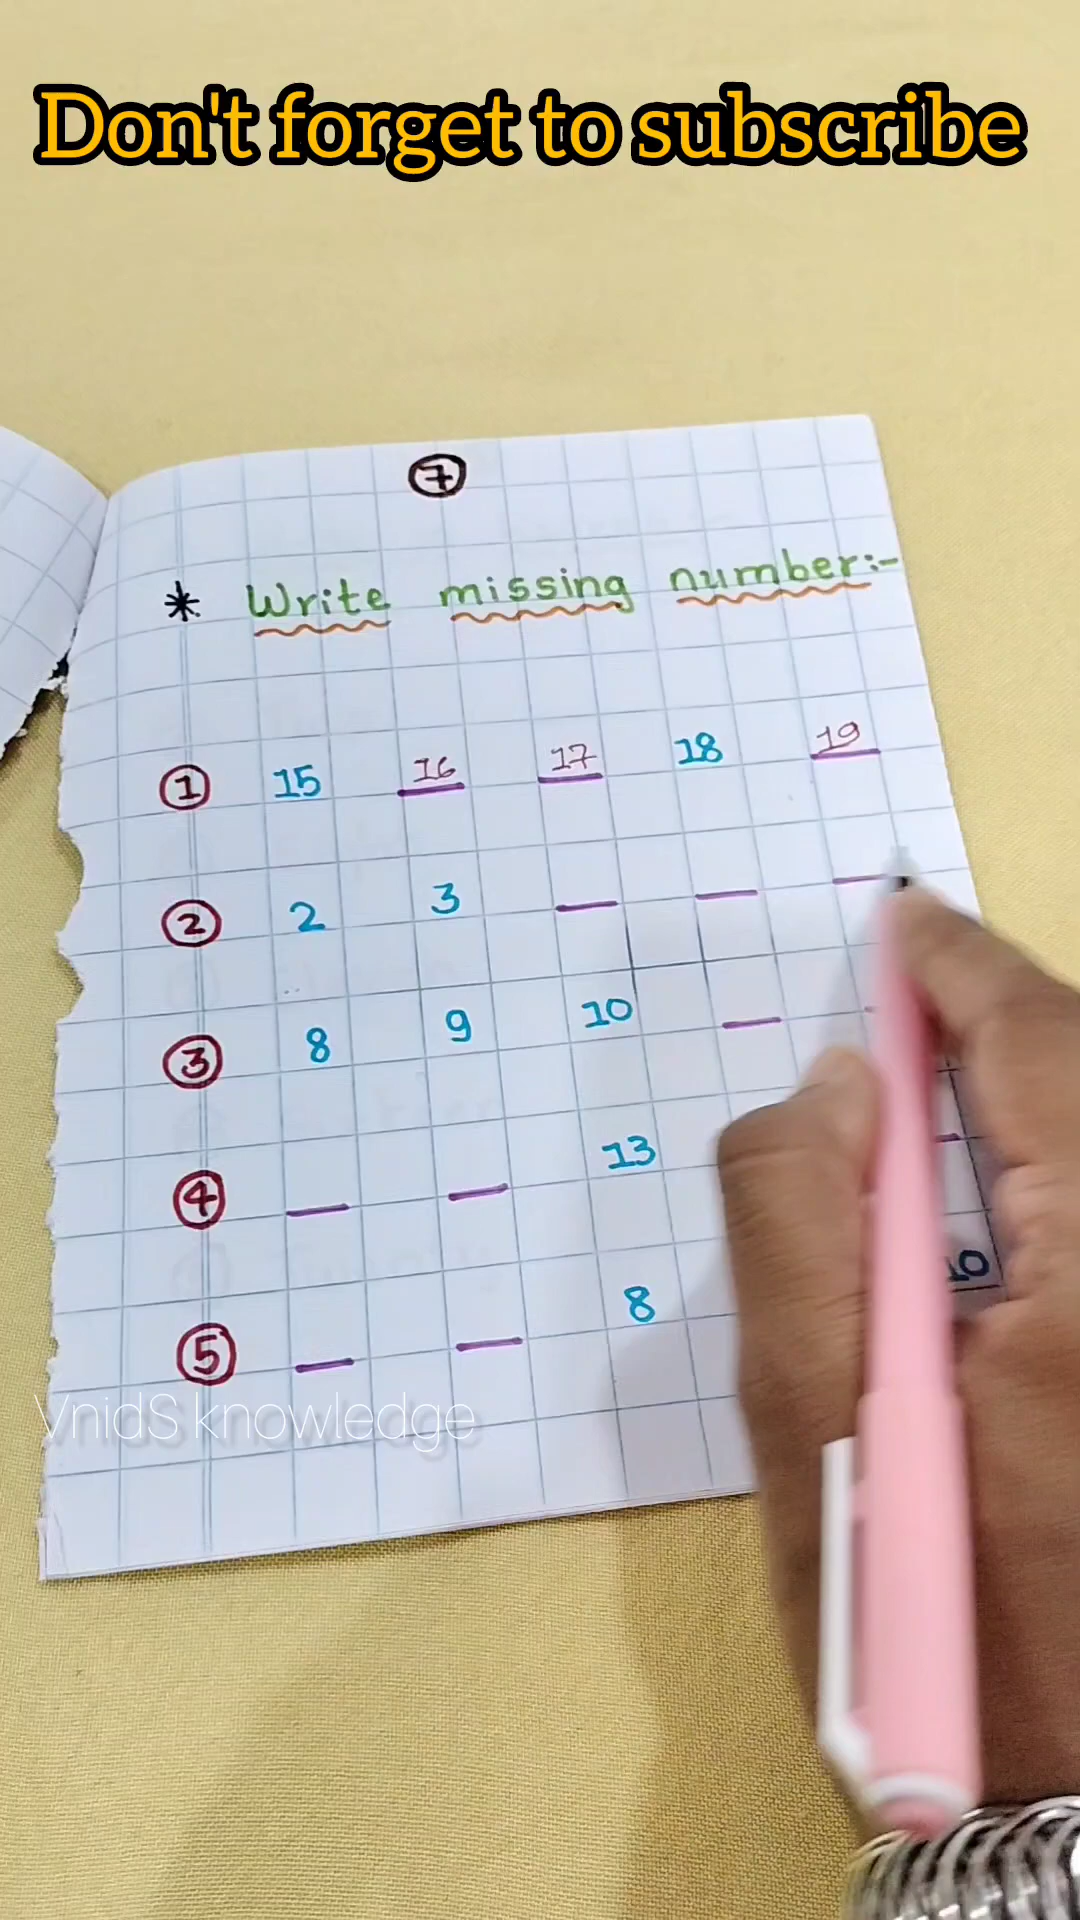 Don't forget to subscribe
7
* Write missing number:-
1 15 16 17 18 19
2 2 3 _ _ _
3 8 9 10 _ _
4 _ _ 13 _
5 _ _ 8 10
VnidS knowledge